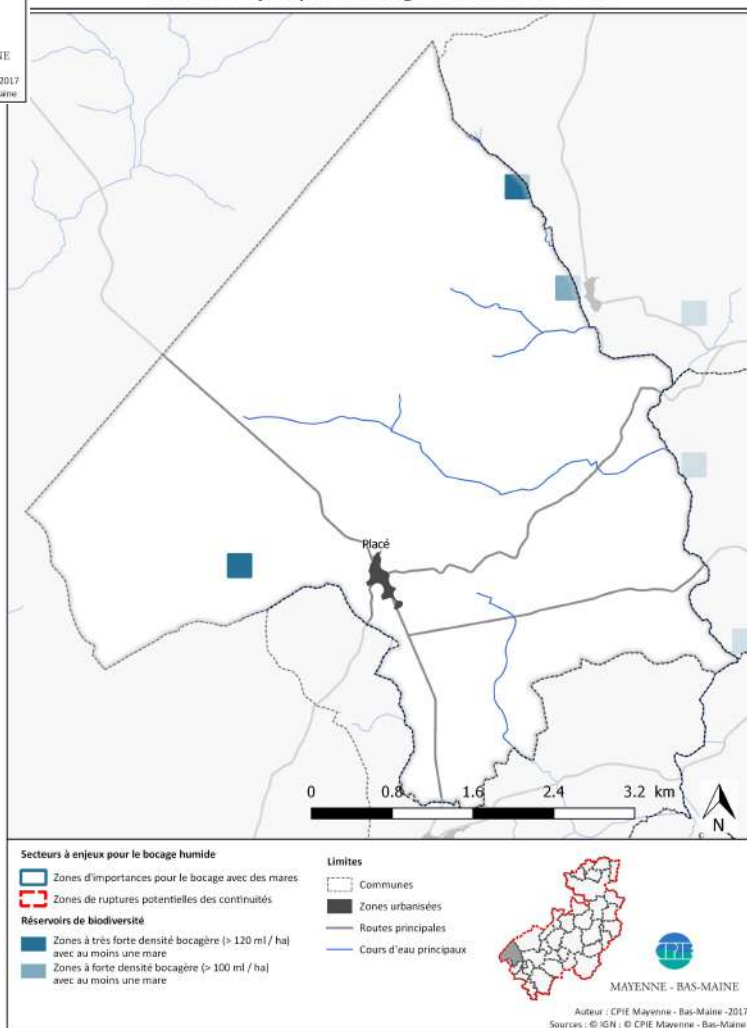 NE
2017
aine
Placé
0 0.8 1.6 2.4 3.2 km
N
Secteurs à enjeux pour le bocage humide
Zones d'importances pour le bocage avec des mares
Zones de ruptures potentielles des continuités
Réservoirs de biodiversité
Zones à très forte densité bocagère (> 120 ml / ha)
avec au moins une mare
Zones à forte densité bocagère (> 100 ml / ha)
avec au moins une mare
Limites
Communes
Zones urbanisées
Routes principales
Cours d'eau principaux
CPIE
MAYENNE - BAS-MAINE
Auteur : CPIE Mayenne - Bas-Maine -2017
Sources : © IGN ; © CPIE Mayenne - Bas-Maine